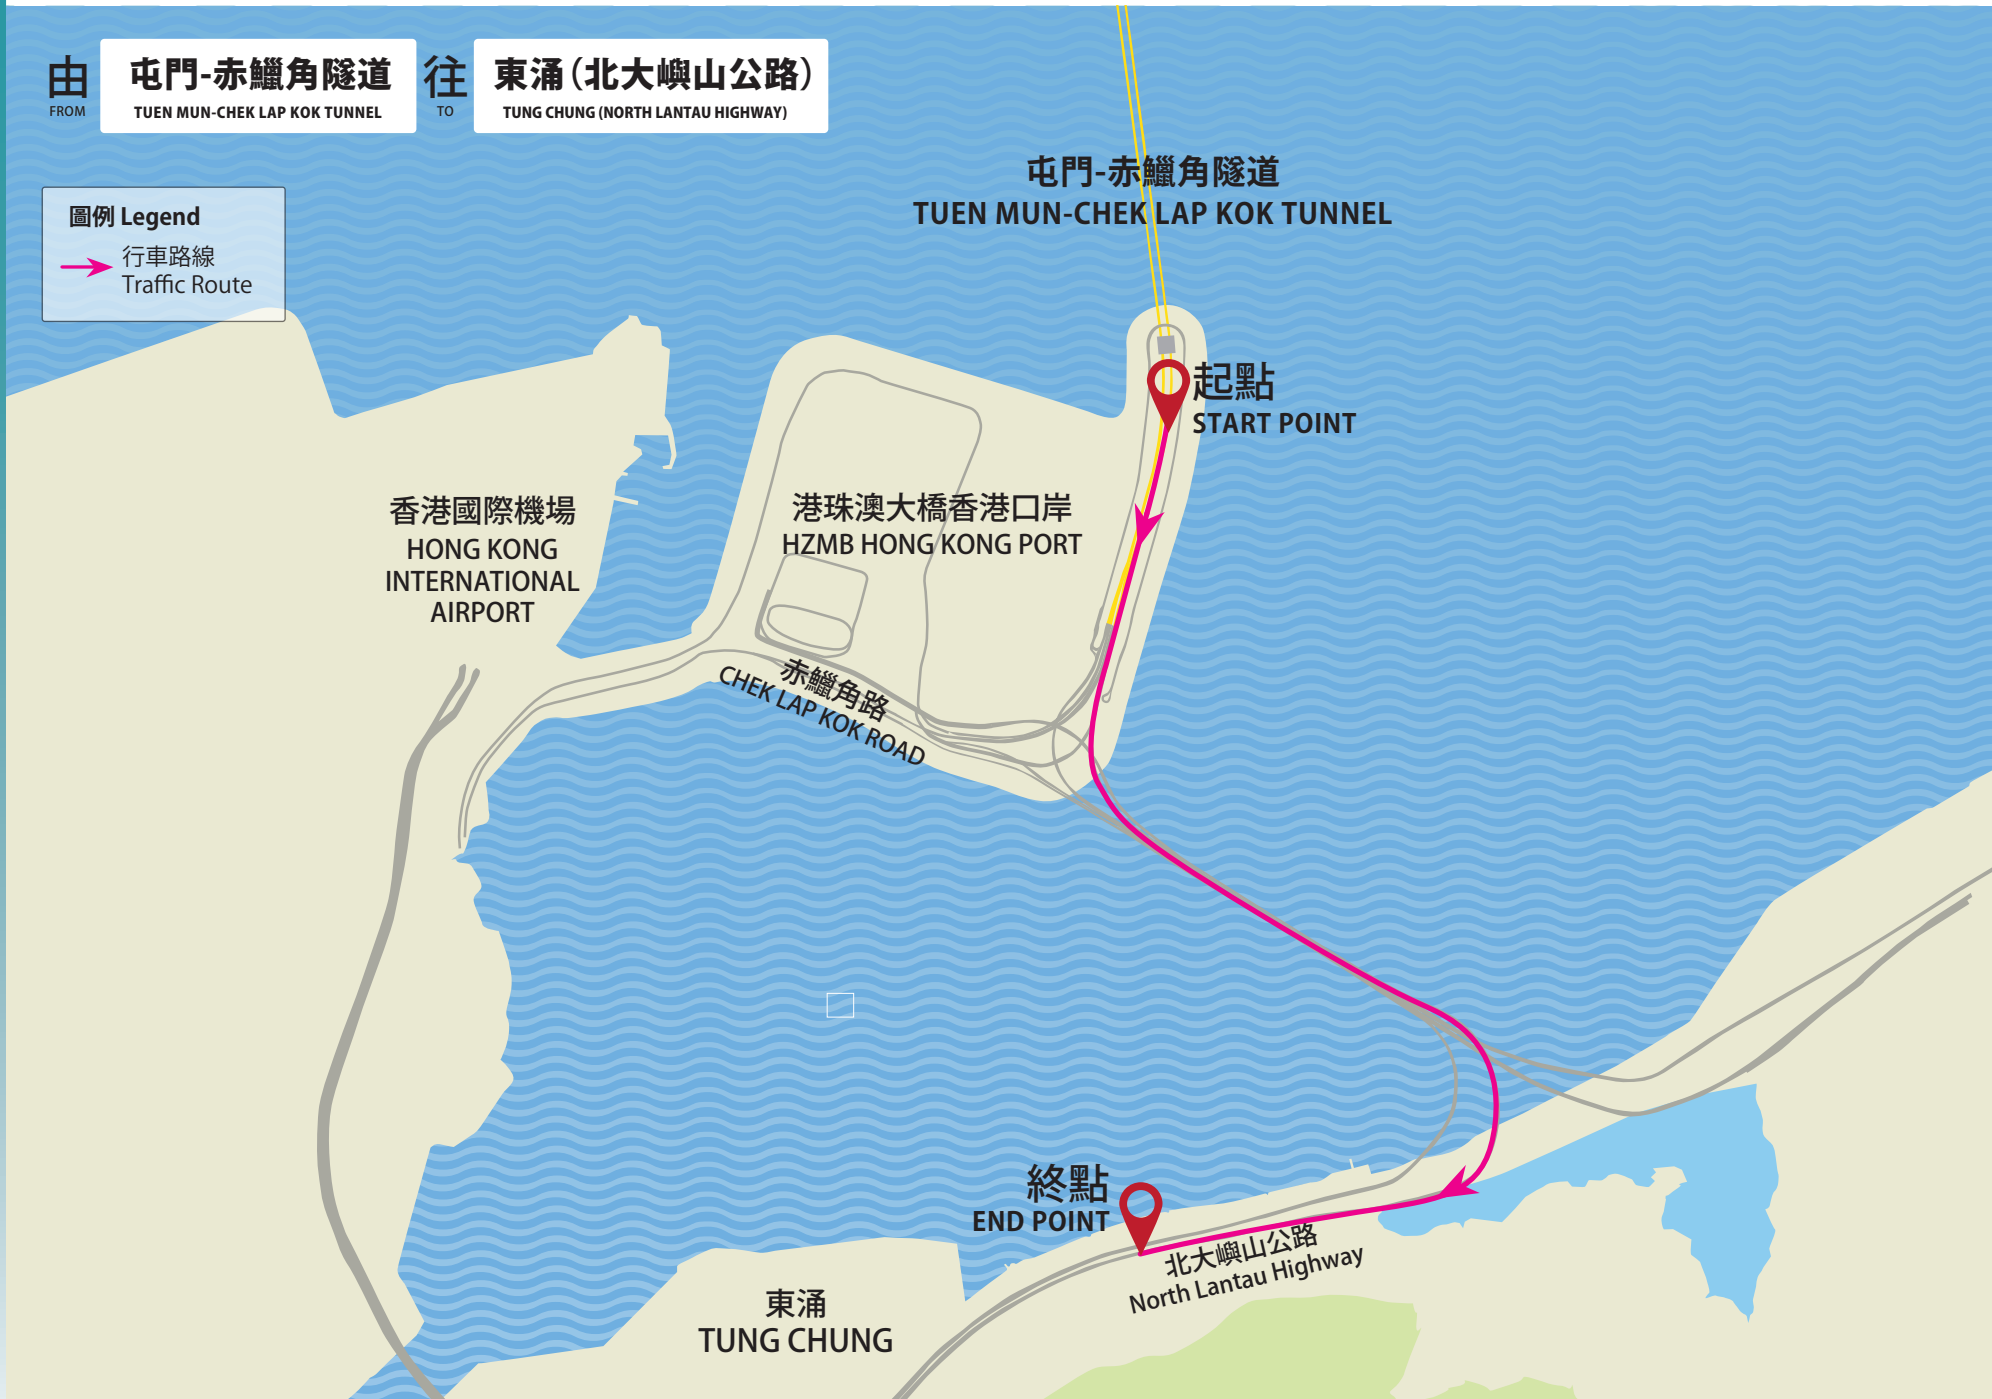 由
FROM
屯門-赤鱲角隧道
TUEN MUN-CHEK LAP KOK TUNNEL
往
TO
東涌(北大嶼山公路)
TUNG CHUNG (NORTH LANTAU HIGHWAY)
圖例 Legend
行車路線
Traffic Route
屯門-赤鱲角隧道
TUEN MUN-CHEK LAP KOK TUNNEL
起點
START POINT
香港國際機場
HONG KONG
INTERNATIONAL
AIRPORT
港珠澳大橋香港口岸
HZMB HONG KONG PORT
赤鱲角路
CHEK LAP KOK ROAD
終點
END POINT
北大嶼山公路
North Lantau Highway
東涌
TUNG CHUNG